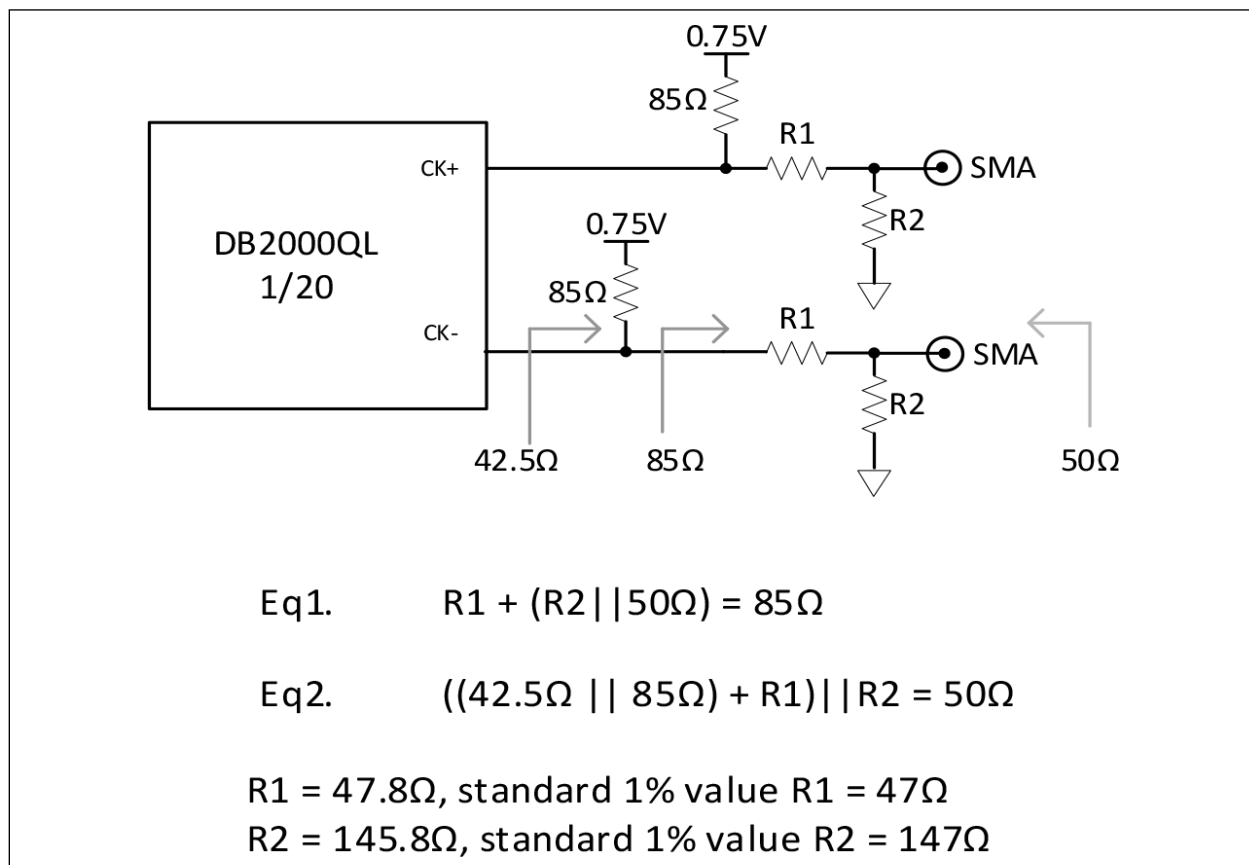 0.75V
85Ω
R1
CK+
SMA
R2
0.75V
DB2000QL
1/20
85Ω
R1
CK-
SMA
R2
42.5Ω
85Ω
50Ω
Eq1. R1 + (R2||50Ω) = 85Ω
Eq2. ((42.5Ω || 85Ω) + R1)||R2 = 50Ω
R1 = 47.8Ω, standard 1% value R1 = 47Ω
R2 = 145.8Ω, standard 1% value R2 = 147Ω